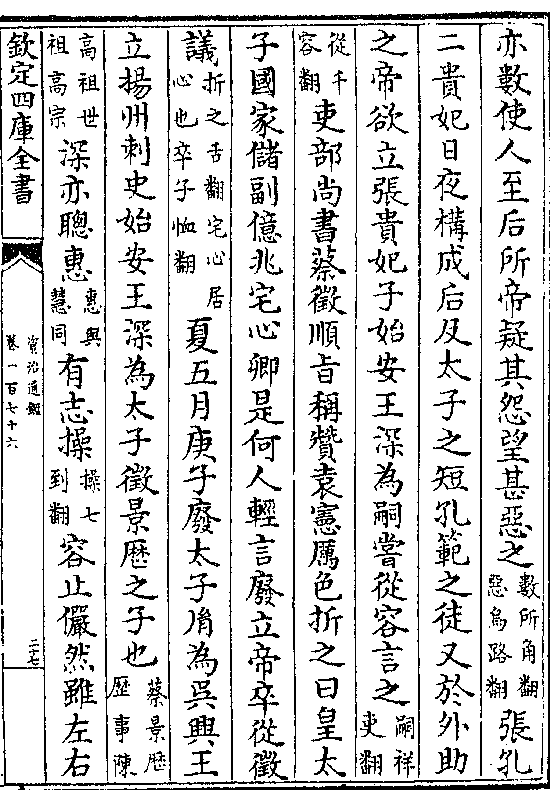 亦數使人至后所帝疑其怨望甚惡之數所角翻惡烏路翻張孔
二貴妃日夜構成后及太子之短孔範之徒又於外助
之帝欲立張貴妃子始安王深為嗣嘗從容言之嗣祥吏翻
從千容翻吏部尚書蔡徵順旨稱贊袁憲厲色折之曰皇太
子國家儲副億兆宅心卿是何人輕言廢立帝卒從徵
議折之舌翻宅心居心也卒子恤翻夏五月庚子廢太子胤為吳興王
立揚州刺史始安王深為太子徵景歴之子也蔡景歴歴事陳
高祖世祖高宗深亦聰惠惠與慧同有志操操七到翻容止儼然雖左右
欽定四庫全書
資治通鑑
卷一百七十六
二十七